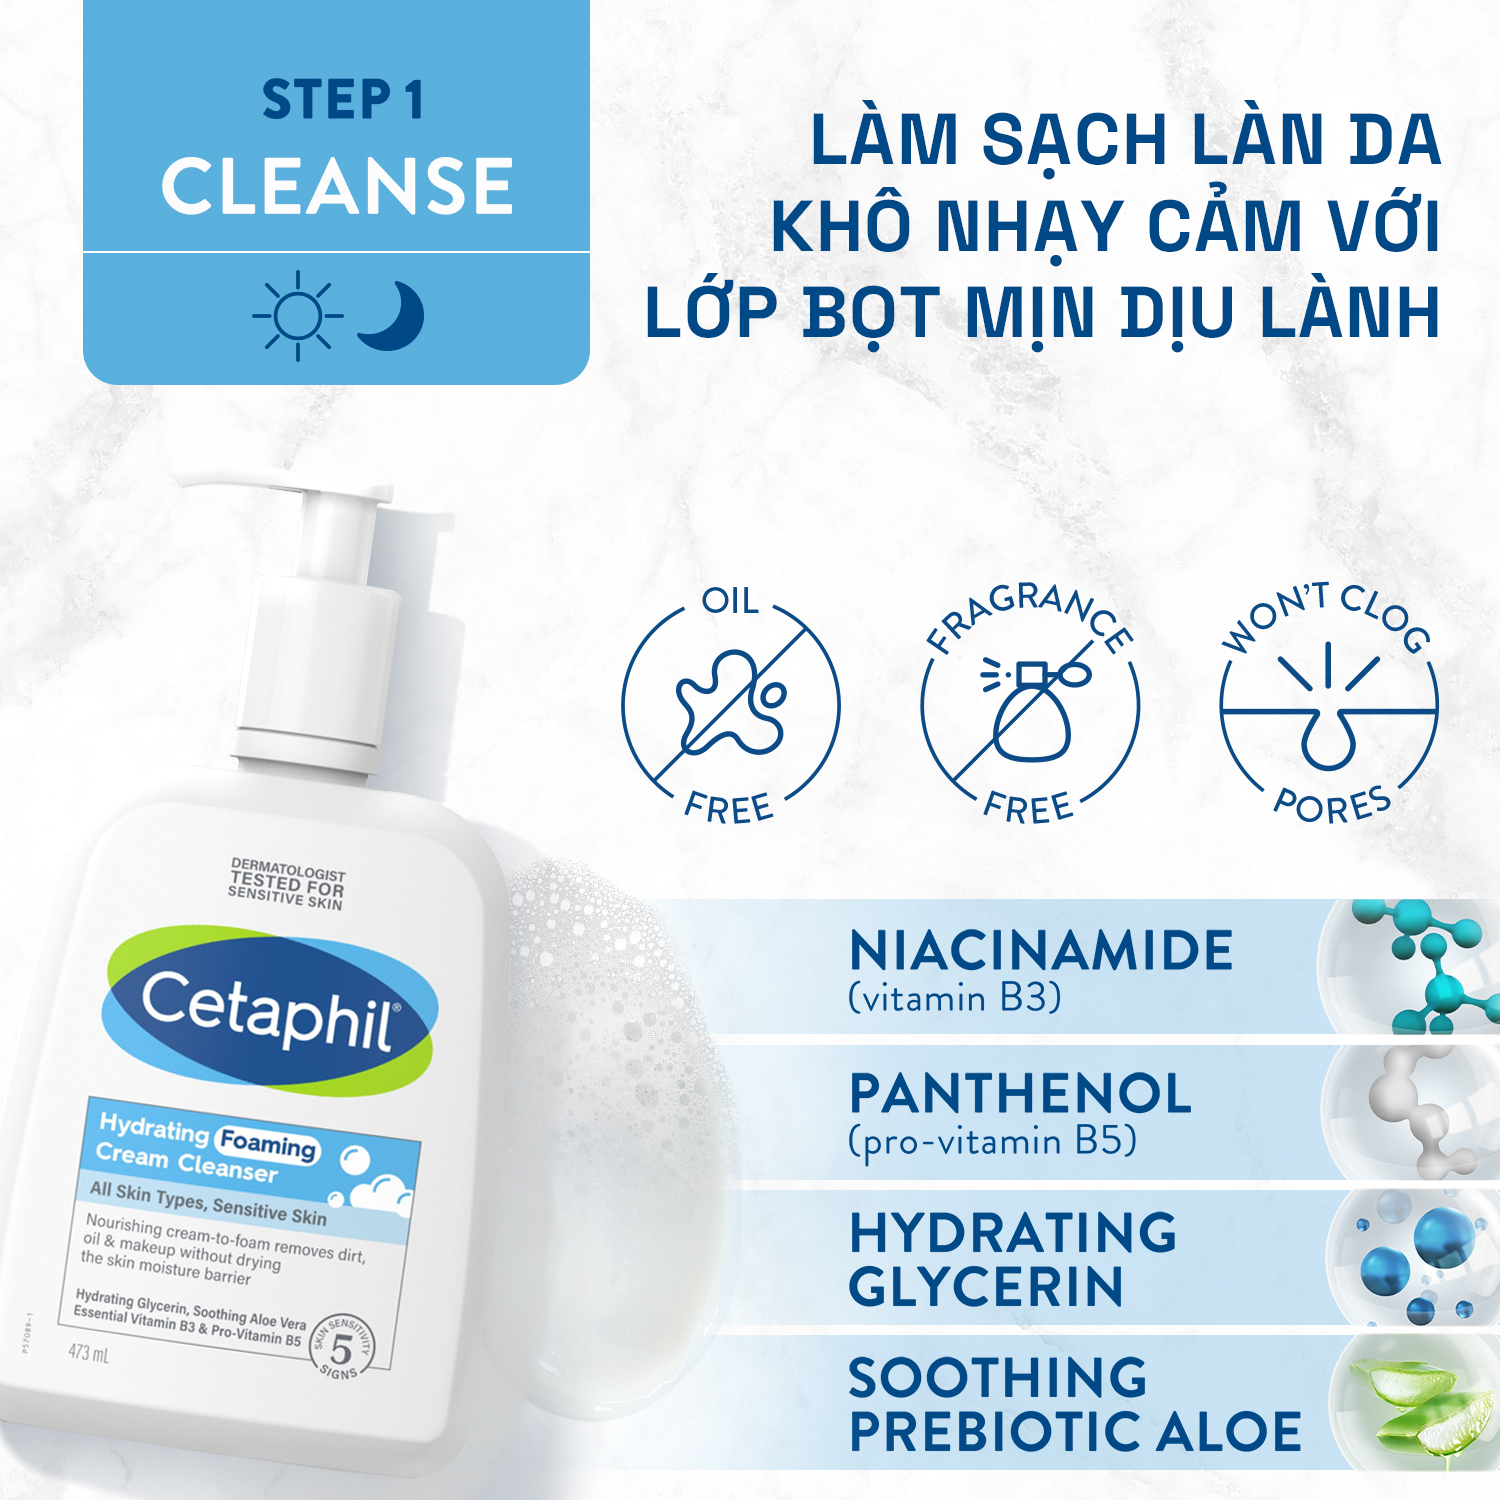 STEP 1
CLEANSE
LÀM SẠCH LÀN DA
KHÔ NHẠY CẢM VỚI
LỚP BỌT MỊN DỊU LÀNH
OIL
FREE
FRAGRANCE
FREE
WON'T CLOG
PORES
DERMATOLOGIST
TESTED FOR
SENSITIVE SKIN
Cetaphil®
Hydrating Foaming
Cream Cleanser
All Skin Types, Sensitive Skin
Nourishing cream-to-foam removes dirt,
oil & makeup without drying
the skin moisture barrier
Hydrating Glycerin, Soothing Aloe Vera
Essential Vitamin B3 & Pro-Vitamin B5
SKIN SENSITIVITY
5
SIGNS
473 mL
P57089-1
NIACINAMIDE
(vitamin B3)
PANTHENOL
(pro-vitamin B5)
HYDRATING
GLYCERIN
SOOTHING
PREBIOTIC ALOE